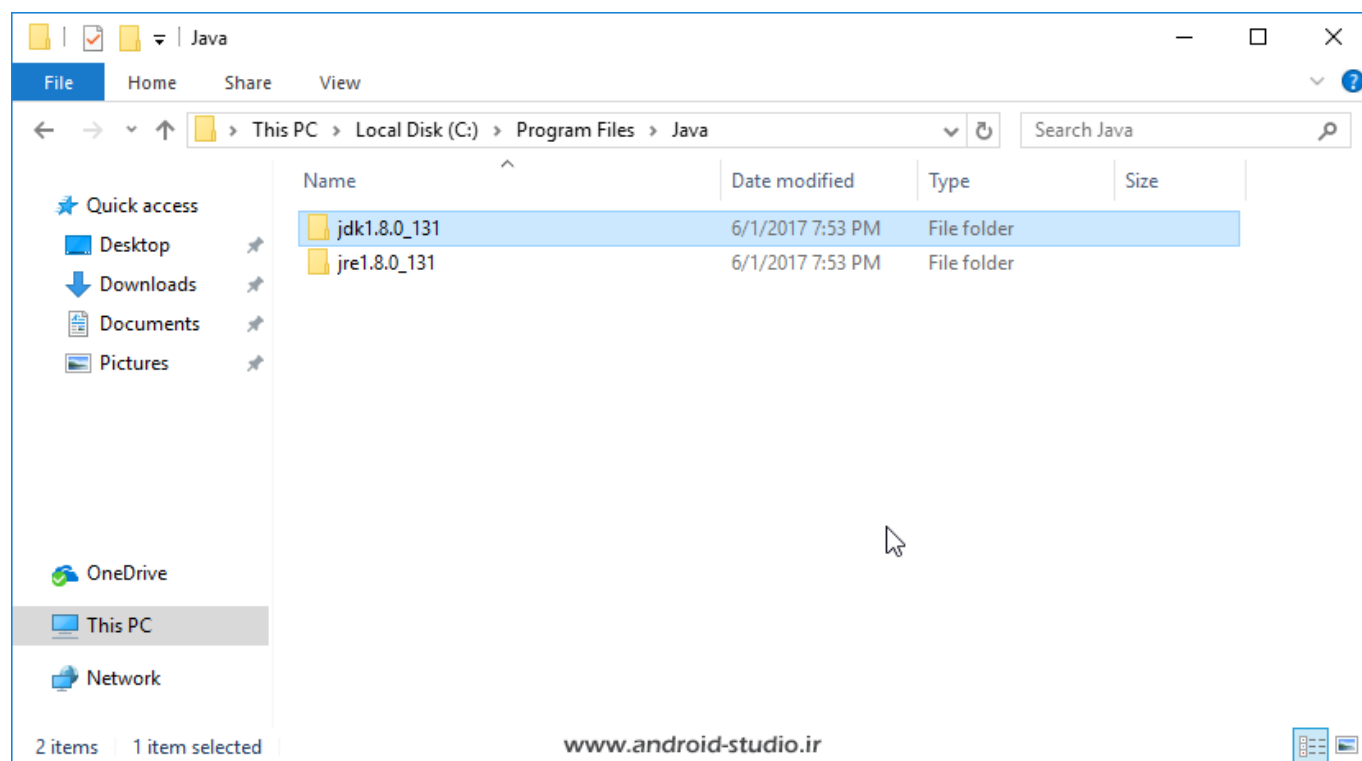 Java
File Home Share View
This PC Local Disk (C:) Program Files Java Search Java
Name Date modified Type Size
Quick access
Desktop
Downloads
Documents
Pictures
OneDrive
This PC
Network
jdk1.8.0_131 6/1/2017 7:53 PM File folder
jre1.8.0_131 6/1/2017 7:53 PM File folder
2 items 1 item selected
www.android-studio.ir